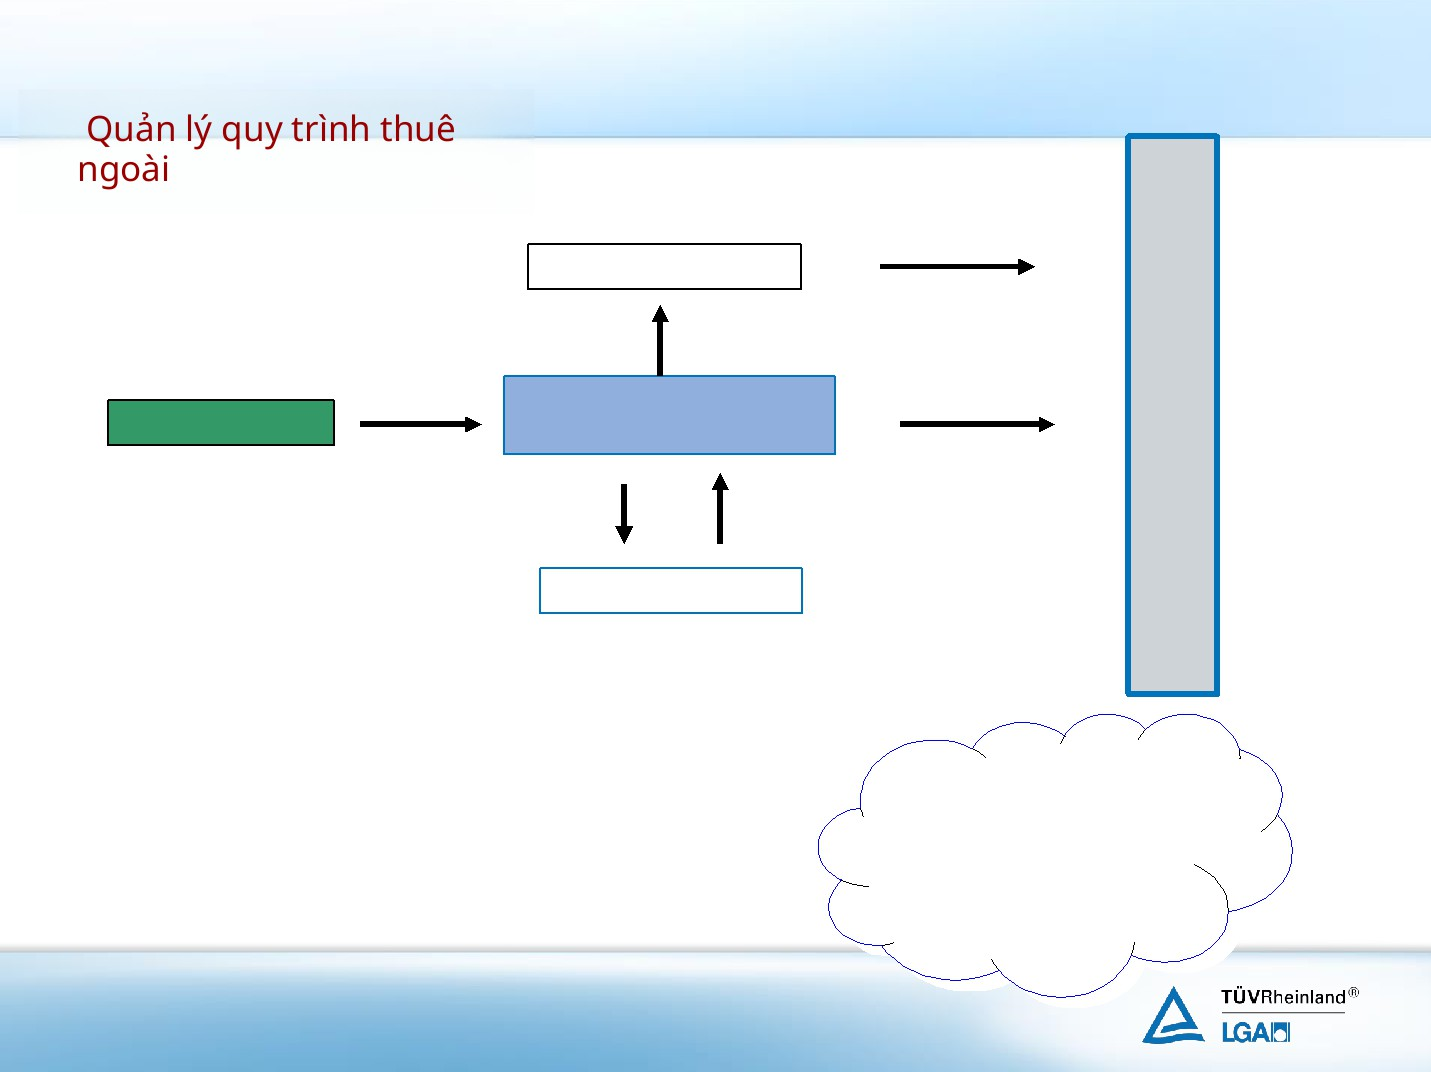 Quản lý quy trình thuê
ngoài
TÜVRheinland®
LGA